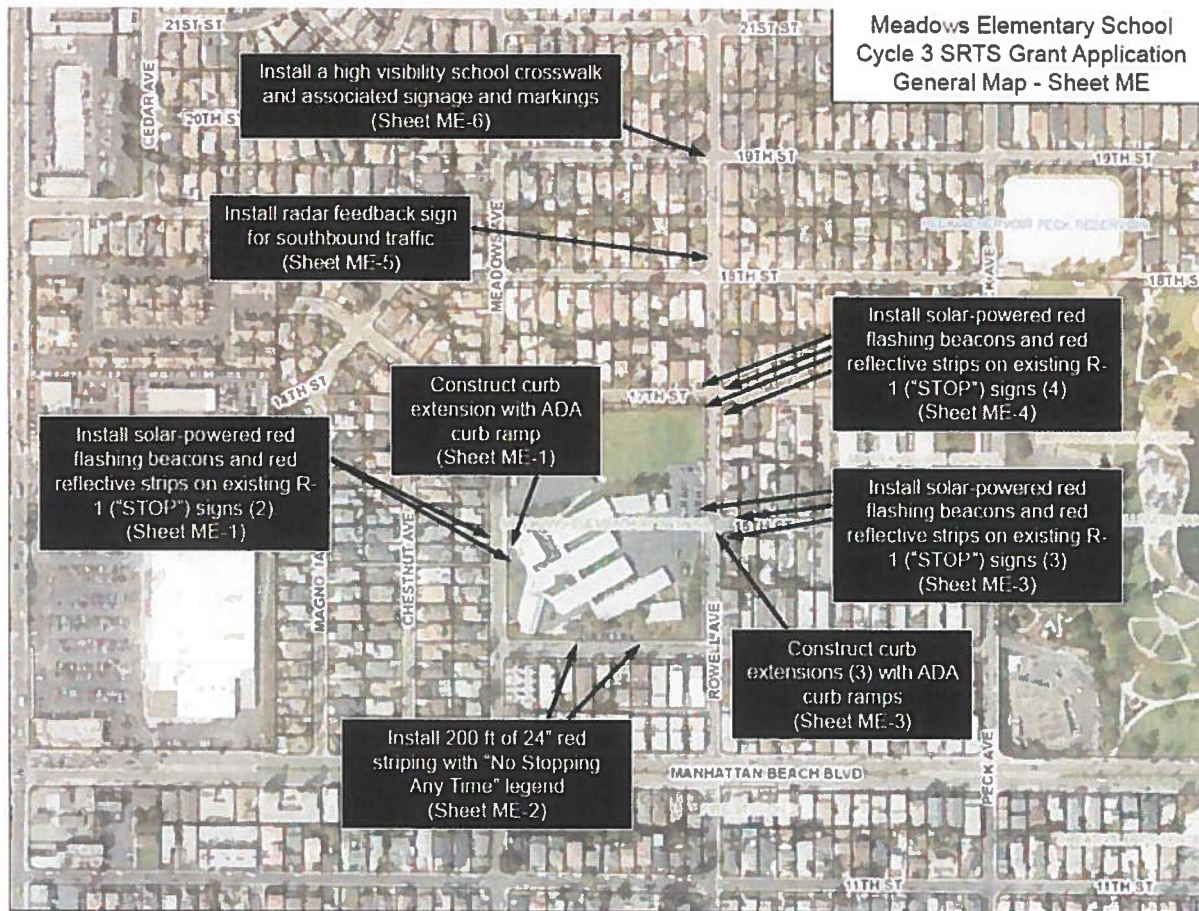 Meadows Elementary School
Cycle 3 SRTS Grant Application
General Map - Sheet ME
21ST ST
21ST ST
CEDAR AVE
Install a high visibility school crosswalk
and associated signage and markings
(Sheet ME-6)
20TH ST
19TH ST
19TH ST
Install radar feedback sign
for southbound traffic
(Sheet ME-5)
MEADOWS AVE
PECK RESERVOIR
18TH ST
18TH S
Install solar-powered red
flashing beacons and red
reflective strips on existing R-
1 ("STOP") signs (4)
(Sheet ME-4)
Construct curb
extension with ADA
curb ramp
(Sheet ME-1)
17TH ST
Install solar-powered red
flashing beacons and red
reflective strips on existing R-
1 ("STOP") signs (2)
(Sheet ME-1)
Install solar-powered red
flashing beacons and red
reflective strips on existing R-
1 ("STOP") signs (3)
(Sheet ME-3)
15TH ST
CHESTNUT AVE
ROWELL AVE
Construct curb
extensions (3) with ADA
curb ramps
(Sheet ME-3)
Install 200 ft of 24" red
striping with "No Stopping
Any Time" legend
(Sheet ME-2)
MANHATTAN BEACH BLVD
PECK AVE
11TH ST
11TH ST